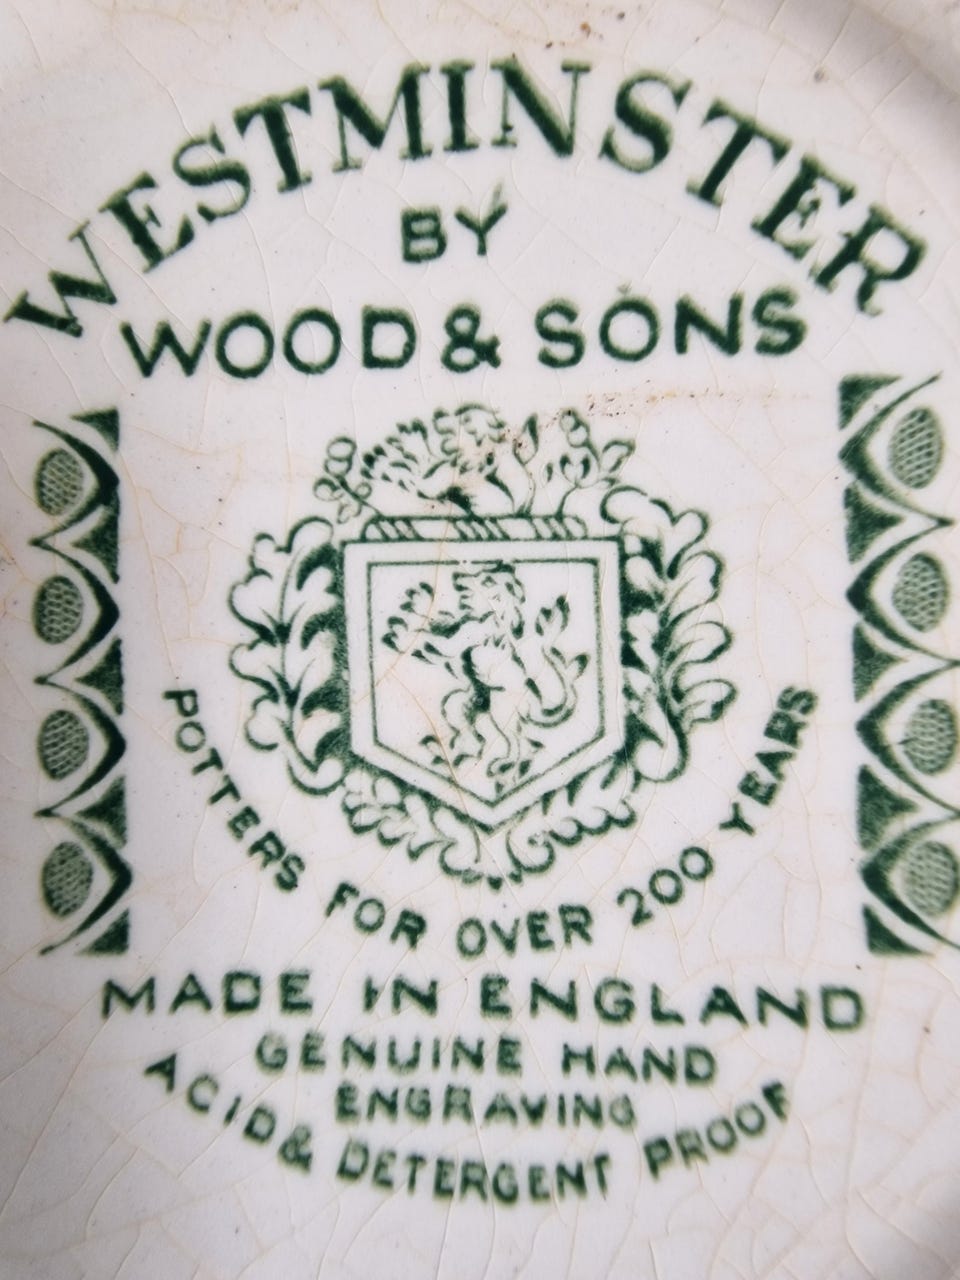 WESTMINSTER
BY
WOOD & SONS
POTTERS FOR OVER 200 YEARS
MADE IN ENGLAND
GENUINE HAND
ENGRAVING
ACID & DETERGENT PROOF